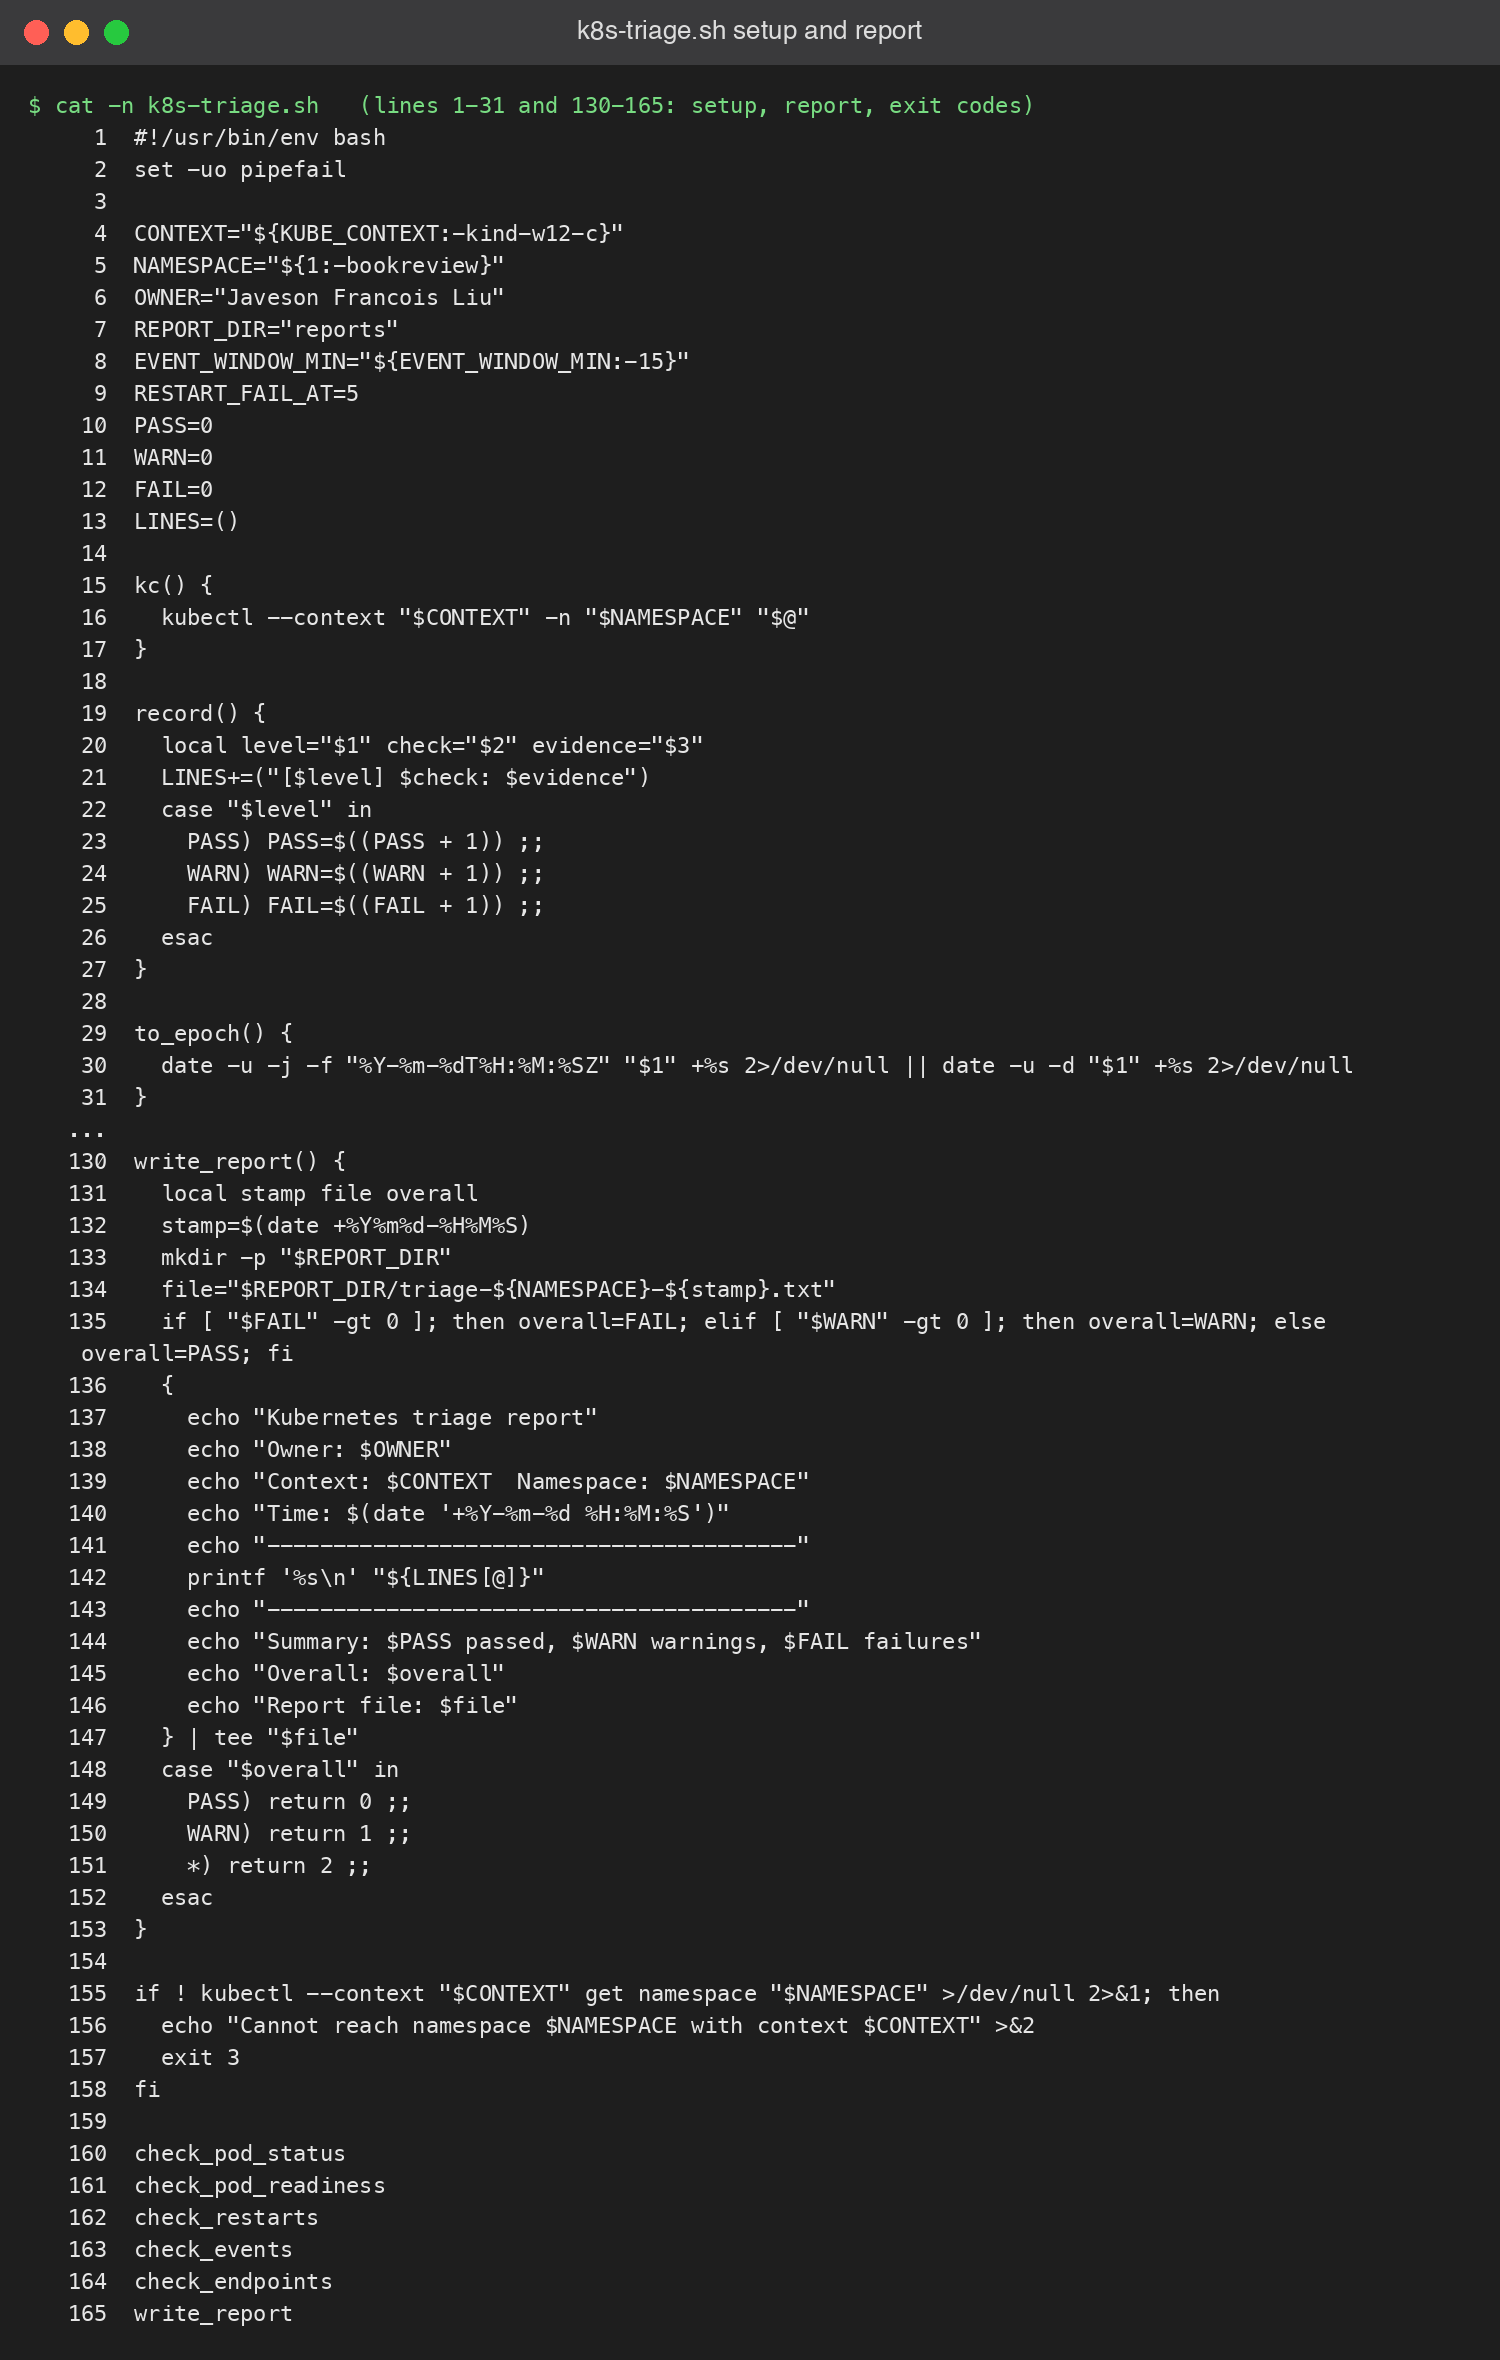 k8s-triage.sh setup and report
$ cat -n k8s-triage.sh   (lines 1-31 and 130-165: setup, report, exit codes)
     1  #!/usr/bin/env bash
     2  set -uo pipefail
     3
     4  CONTEXT="${KUBE_CONTEXT:-kind-w12-c}"
     5  NAMESPACE="${1:-bookreview}"
     6  OWNER="Javeson Francois Liu"
     7  REPORT_DIR="reports"
     8  EVENT_WINDOW_MIN="${EVENT_WINDOW_MIN:-15}"
     9  RESTART_FAIL_AT=5
    10  PASS=0
    11  WARN=0
    12  FAIL=0
    13  LINES=()
    14
    15  kc() {
    16    kubectl --context "$CONTEXT" -n "$NAMESPACE" "$@"
    17  }
    18
    19  record() {
    20    local level="$1" check="$2" evidence="$3"
    21    LINES+=("[$level] $check: $evidence")
    22    case "$level" in
    23      PASS) PASS=$((PASS + 1)) ;;
    24      WARN) WARN=$((WARN + 1)) ;;
    25      FAIL) FAIL=$((FAIL + 1)) ;;
    26    esac
    27  }
    28
    29  to_epoch() {
    30    date -u -j -f "%Y-%m-%dT%H:%M:%SZ" "$1" +%s 2>/dev/null || date -u -d "$1" +%s 2>/dev/null
    31  }
   ...
   130  write_report() {
   131    local stamp file overall
   132    stamp=$(date +%Y%m%d-%H%M%S)
   133    mkdir -p "$REPORT_DIR"
   134    file="$REPORT_DIR/triage-${NAMESPACE}-${stamp}.txt"
   135    if [ "$FAIL" -gt 0 ]; then overall=FAIL; elif [ "$WARN" -gt 0 ]; then overall=WARN; else
    overall=PASS; fi
   136    {
   137      echo "Kubernetes triage report"
   138      echo "Owner: $OWNER"
   139      echo "Context: $CONTEXT  Namespace: $NAMESPACE"
   140      echo "Time: $(date '+%Y-%m-%d %H:%M:%S')"
   141      echo "----------------------------------------"
   142      printf '%s\n' "${LINES[@]}"
   143      echo "----------------------------------------"
   144      echo "Summary: $PASS passed, $WARN warnings, $FAIL failures"
   145      echo "Overall: $overall"
   146      echo "Report file: $file"
   147    } | tee "$file"
   148    case "$overall" in
   149      PASS) return 0 ;;
   150      WARN) return 1 ;;
   151      *) return 2 ;;
   152    esac
   153  }
   154
   155  if ! kubectl --context "$CONTEXT" get namespace "$NAMESPACE" >/dev/null 2>&1; then
   156    echo "Cannot reach namespace $NAMESPACE with context $CONTEXT" >&2
   157    exit 3
   158  fi
   159
   160  check_pod_status
   161  check_pod_readiness
   162  check_restarts
   163  check_events
   164  check_endpoints
   165  write_report